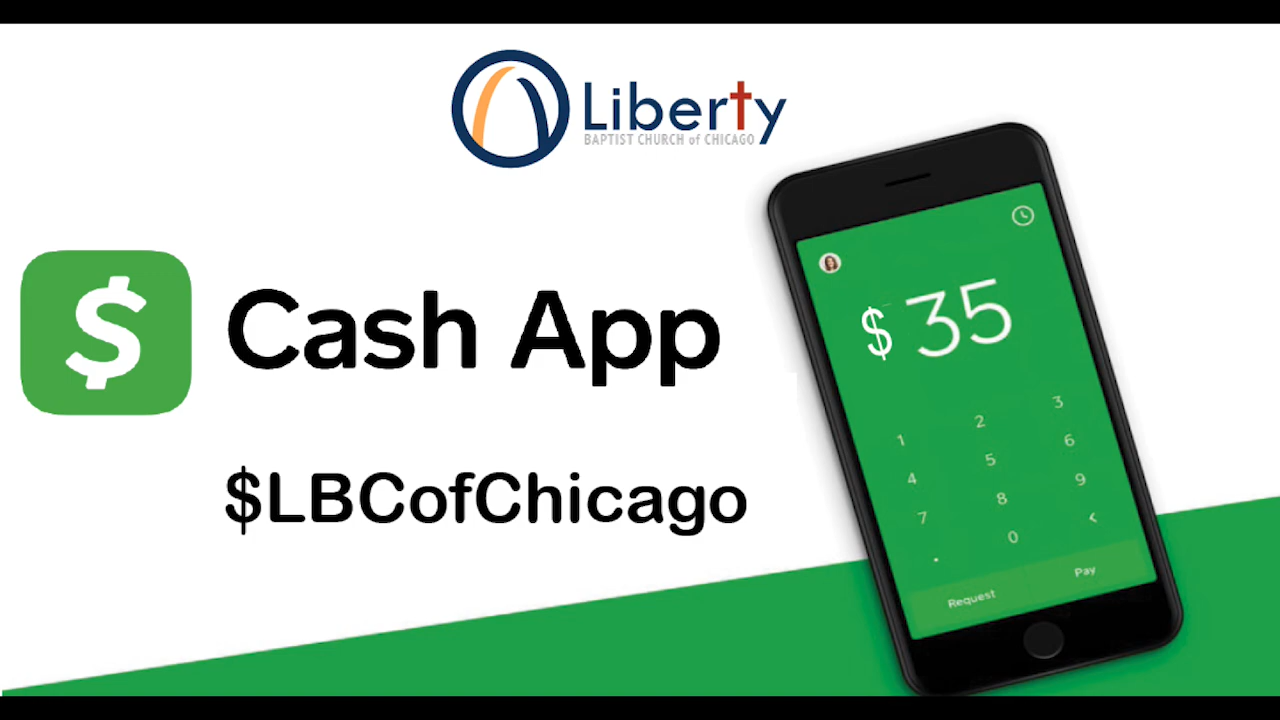 Liberty
BAPTIST CHURCH of CHICAGO
$
Cash App
$LBCofChicago
$ 35
1 2 3
4 5 6
7 8 9
. 0 <
Request Pay